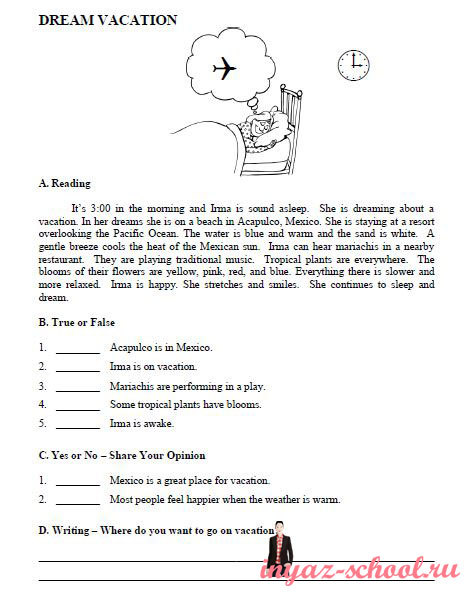 DREAM VACATION
A. Reading
It's 3:00 in the morning and Irma is sound asleep. She is dreaming about a
vacation. In her dreams she is on a beach in Acapulco, Mexico. She is staying at a resort
overlooking the Pacific Ocean. The water is blue and warm and the sand is white. A
gentle breeze cools the heat of the Mexican sun. Irma can hear mariachis in a nearby
restaurant. They are playing traditional music. Tropical plants are everywhere. The
blooms of their flowers are yellow, pink, red, and blue. Everything there is slower and
more relaxed. Irma is happy. She stretches and smiles. She continues to sleep and
dream.
B. True or False
1. ________ Acapulco is in Mexico.
2. ________ Irma is on vacation.
3. ________ Mariachis are performing in a play.
4. ________ Some tropical plants have blooms.
5. ________ Irma is awake.
C. Yes or No – Share Your Opinion
1. ________ Mexico is a great place for vacation.
2. ________ Most people feel happier when the weather is warm.
D. Writing – Where do you want to go on vacation
inyaz-school.ru